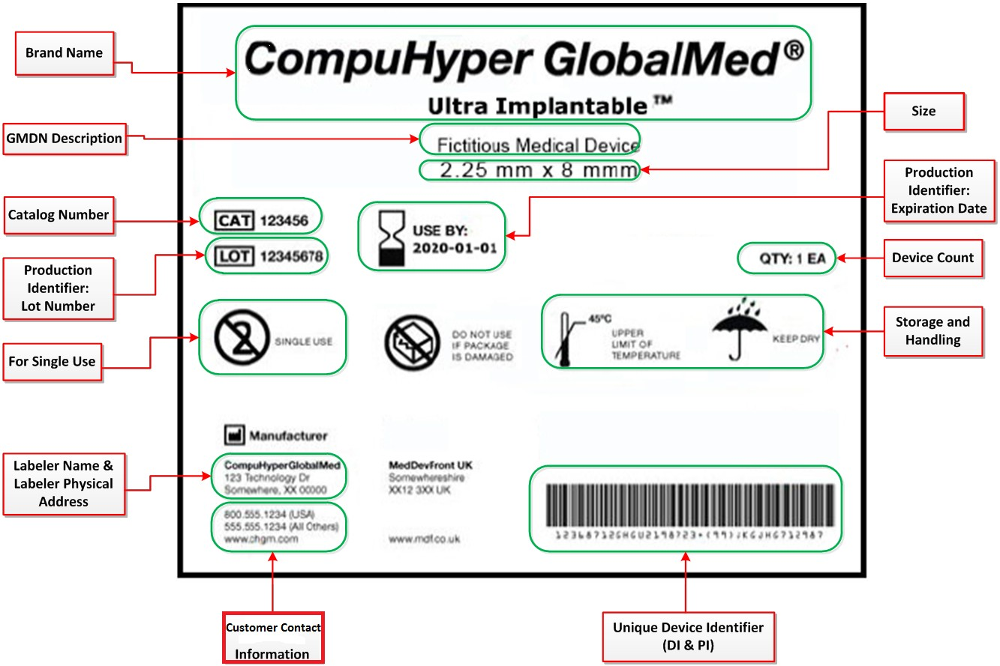 Brand Name
CompuHyper GlobalMed®
Ultra Implantable™
GMDN Description
Fictitious Medical Device
Size
2.25 mm x 8 mmm
Catalog Number
CAT 123456
Production
Identifier:
Lot Number
LOT 12345678
USE BY:
2020-01-01
Production
Identifier:
Expiration Date
QTY: 1 EA
Device Count
For Single Use
2
SINGLE USE
DO NOT USE
IF PACKAGE
IS DAMAGED
45°C
UPPER
LIMIT OF
TEMPERATURE
KEEP DRY
Storage and
Handling
Manufacturer
Labeler Name &
Labeler Physical
Address
CompuHyperGlobalMed
123 Technology Dr
Somewhere, XX 00000
800.555.1234 (USA)
555.555.1234 (All Others)
www.chgm.com
MedDevFront UK
Somewhereshire
XX12 3XX UK
www.mdf.co.uk
Customer Contact
Information
Unique Device Identifier
(DI & PI)